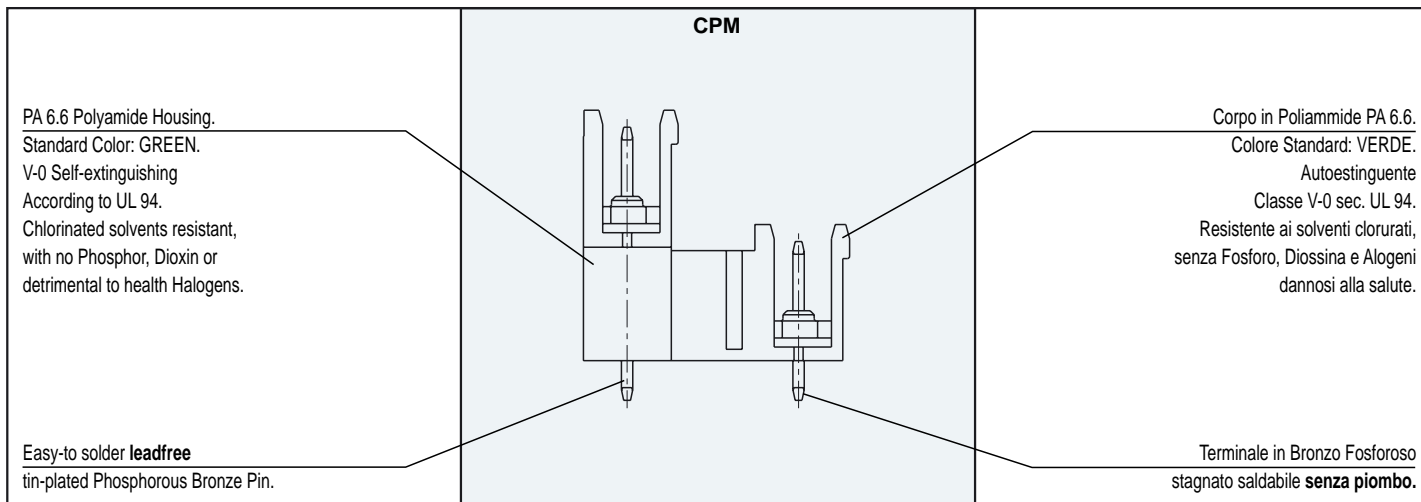 CPM
PA 6.6 Polyamide Housing.
Standard Color: GREEN.
V-0 Self-extinguishing
According to UL 94.
Chlorinated solvents resistant,
with no Phosphor, Dioxin or
detrimental to health Halogens.
Easy-to solder leadfree
tin-plated Phosphorous Bronze Pin.
Corpo in Poliammide PA 6.6.
Colore Standard: VERDE.
Autoestinguente
Classe V-0 sec. UL 94.
Resistente ai solventi clorurati,
senza Fosforo, Diossina e Alogeni
dannosi alla salute.
Terminale in Bronzo Fosforoso
stagnato saldabile senza piombo.